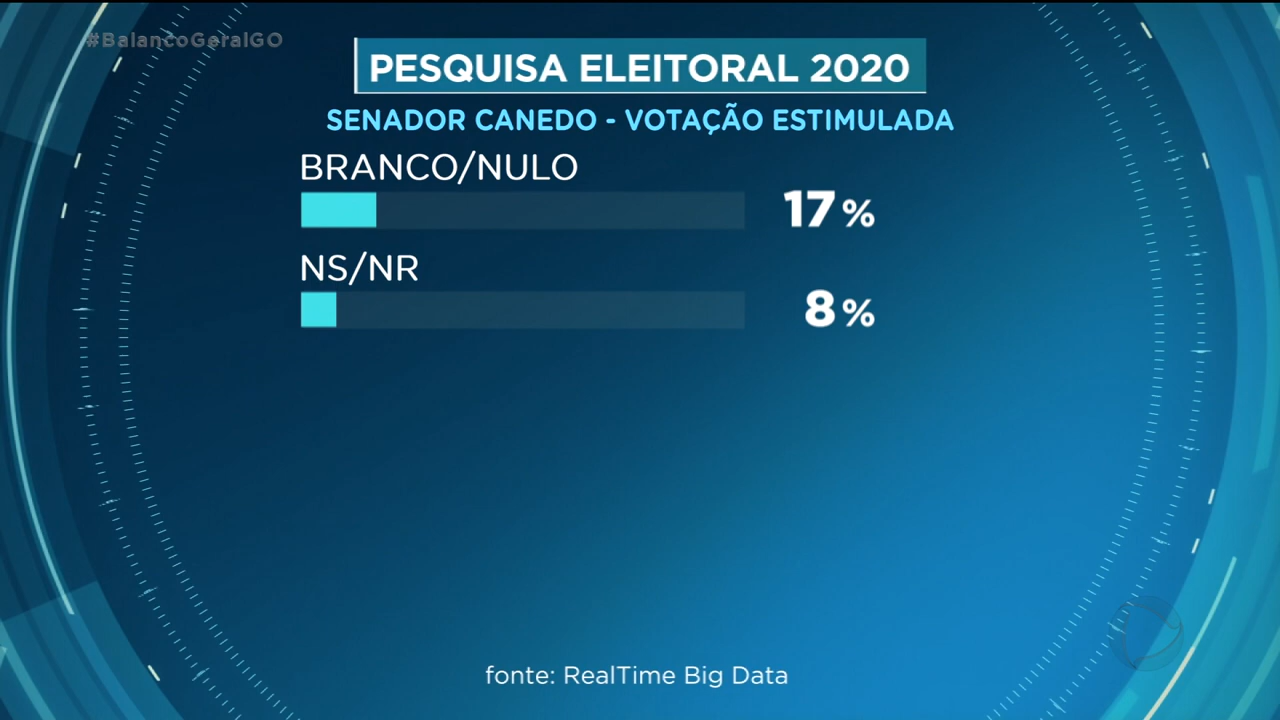 #BalancoGeralGO
PESQUISA ELEITORAL 2020
SENADOR CANEDO - VOTAÇÃO ESTIMULADA
BRANCO/NULO
17%
NS/NR
8%
fonte: RealTime Big Data